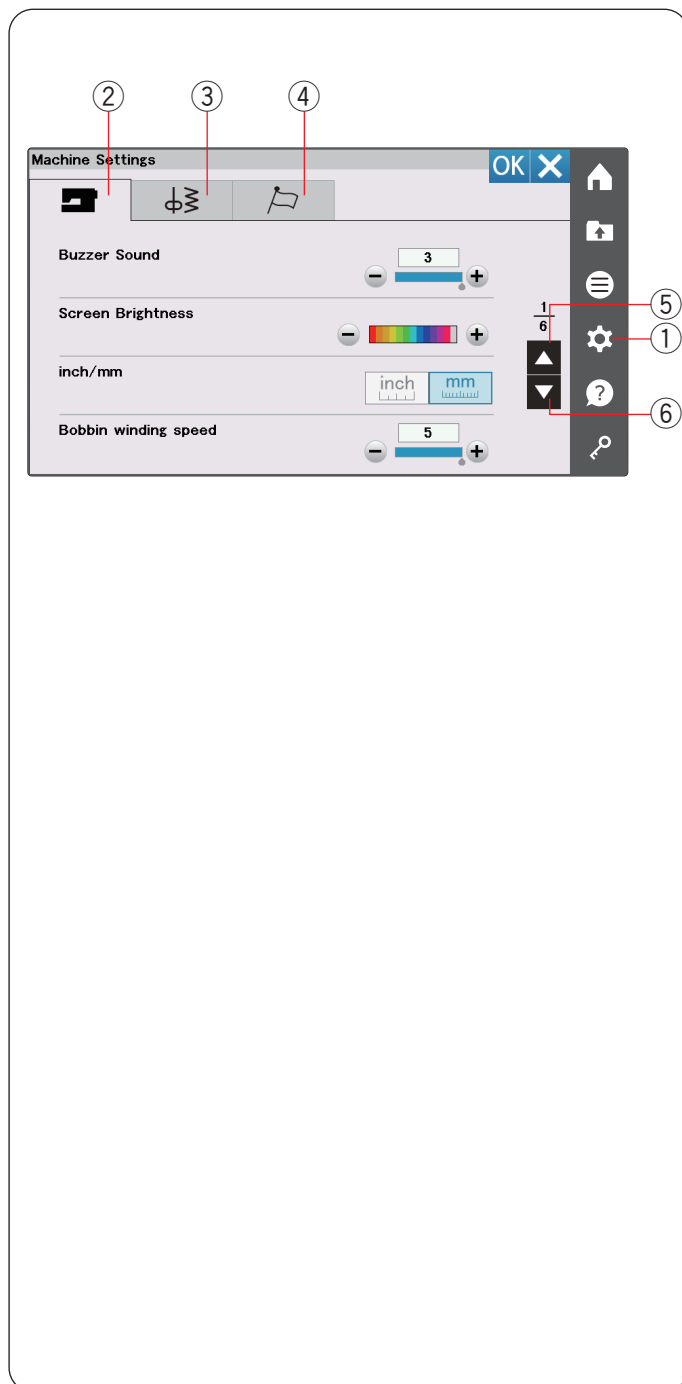 ② ③ ④
Machine Settings OK
Buzzer Sound 3
Screen Brightness
1
6
⑤
①
inch/mm inch mm
?
⑥
Bobbin winding speed 5